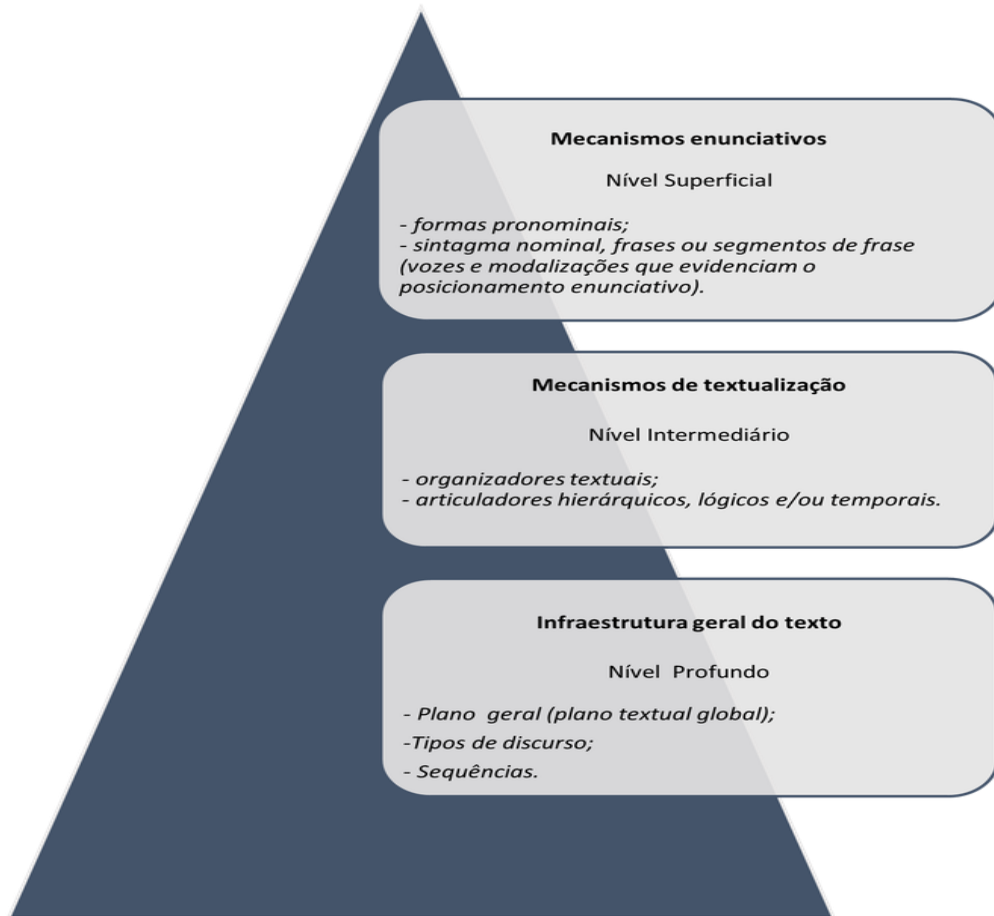 Mecanismos enunciativos
Nível Superficial
- formas pronominais;
- sintagma nominal, frases ou segmentos de frase
(vozes e modalizações que evidenciam o
posicionamento enunciativo).
Mecanismos de textualização
Nível Intermediário
- organizadores textuais;
- articuladores hierárquicos, lógicos e/ou temporais.
Infraestrutura geral do texto
Nível Profundo
- Plano geral (plano textual global);
-Tipos de discurso;
- Sequências.